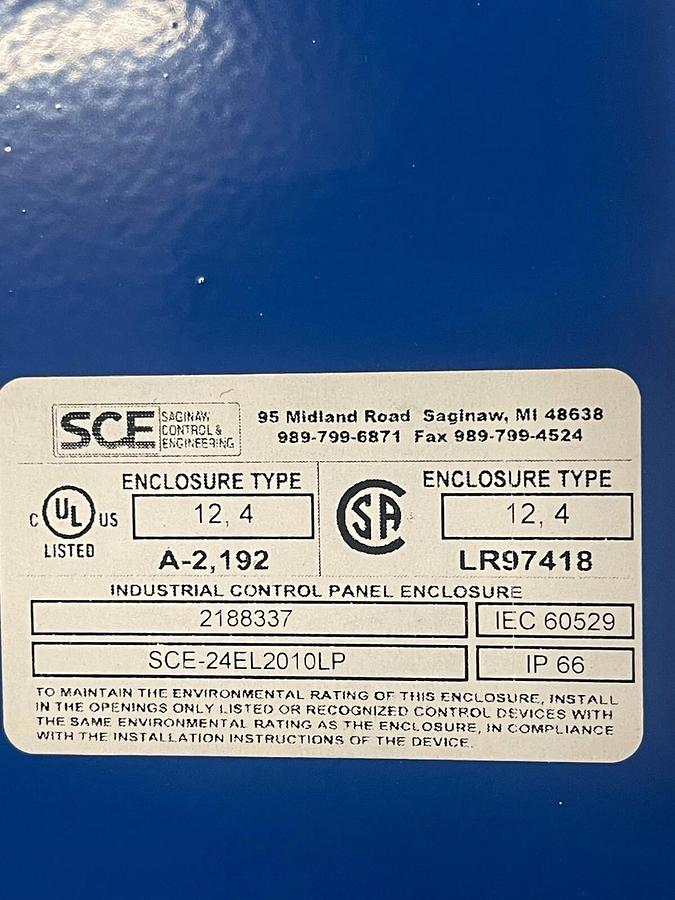 SCE SAGINAW CONTROL & ENGINEERING
95 Midland Road Saginaw, MI 48638
989-799-6871 Fax 989-799-4524
C UL US
LISTED
ENCLOSURE TYPE
12, 4
A-2,192
SA
ENCLOSURE TYPE
12, 4
LR97418
INDUSTRIAL CONTROL PANEL ENCLOSURE
2188337
IEC 60529
SCE-24EL2010LP
IP 66
TO MAINTAIN THE ENVIRONMENTAL RATING OF THIS ENCLOSURE, INSTALL
IN THE OPENINGS ONLY LISTED OR RECOGNIZED CONTROL DEVICES WITH
THE SAME ENVIRONMENTAL RATING AS THE ENCLOSURE, IN COMPLIANCE
WITH THE INSTALLATION INSTRUCTIONS OF THE DEVICE.